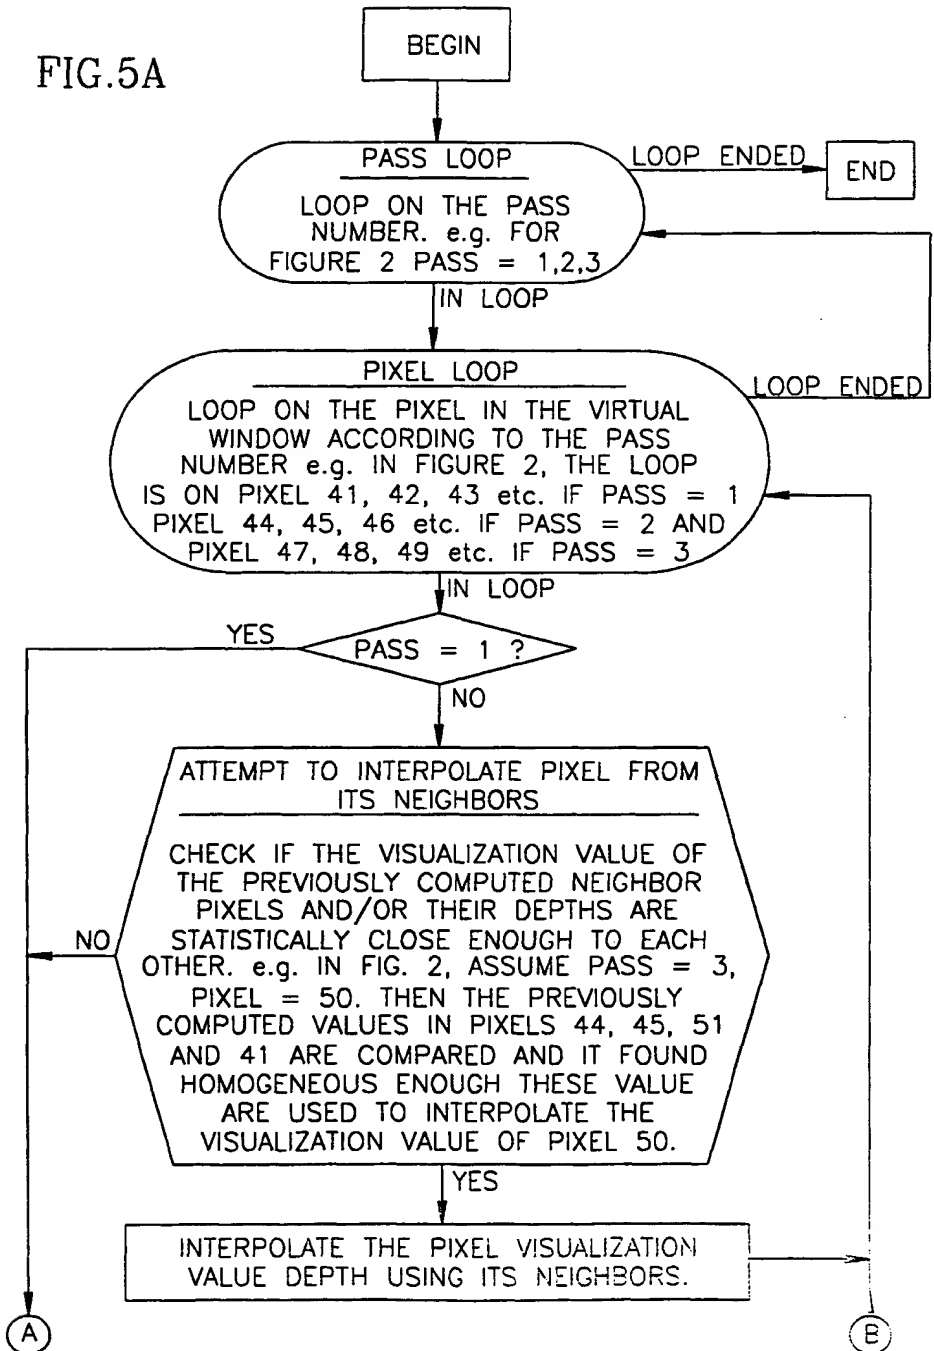 FIG.5A
BEGIN
PASS LOOP
LOOP ON THE PASS
NUMBER. e.g. FOR
FIGURE 2 PASS = 1,2,3
LOOP ENDED
END
IN LOOP
PIXEL LOOP
LOOP ON THE PIXEL IN THE VIRTUAL
WINDOW ACCORDING TO THE PASS
NUMBER e.g. IN FIGURE 2, THE LOOP
IS ON PIXEL 41, 42, 43 etc. IF PASS = 1
PIXEL 44, 45, 46 etc. IF PASS = 2 AND
PIXEL 47, 48, 49 etc. IF PASS = 3
LOOP ENDED
IN LOOP
PASS = 1 ?
YES
NO
ATTEMPT TO INTERPOLATE PIXEL FROM
ITS NEIGHBORS
CHECK IF THE VISUALIZATION VALUE OF
THE PREVIOUSLY COMPUTED NEIGHBOR
PIXELS AND/OR THEIR DEPTHS ARE
STATISTICALLY CLOSE ENOUGH TO EACH
OTHER. e.g. IN FIG. 2, ASSUME PASS = 3,
PIXEL = 50. THEN THE PREVIOUSLY
COMPUTED VALUES IN PIXELS 44, 45, 51
AND 41 ARE COMPARED AND IT FOUND
HOMOGENEOUS ENOUGH THESE VALUE
ARE USED TO INTERPOLATE THE
VISUALIZATION VALUE OF PIXEL 50.
NO
YES
INTERPOLATE THE PIXEL VISUALIZATION
VALUE DEPTH USING ITS NEIGHBORS.
A
B